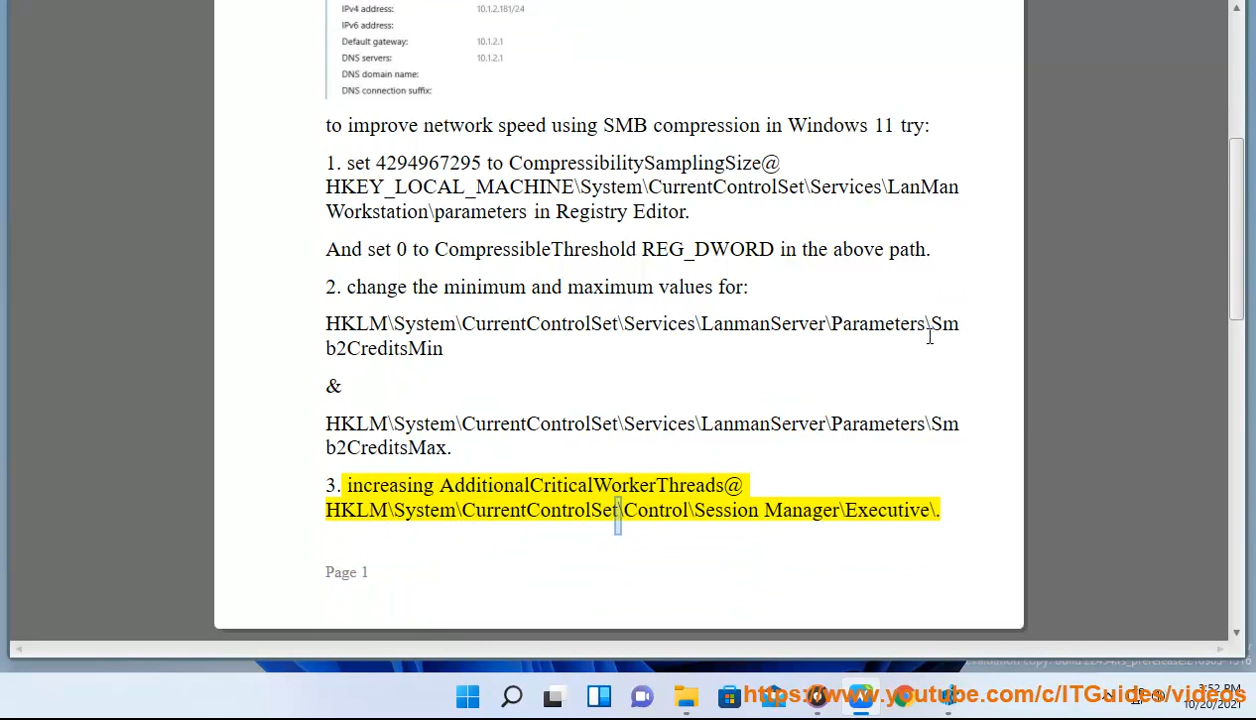 IPv4 address: 10.1.2.181/24
IPv6 address:
Default gateway: 10.1.2.1
DNS servers: 10.1.2.1
DNS domain name:
DNS connection suffix:
to improve network speed using SMB compression in Windows 11 try:
1. set 4294967295 to CompressibilitySamplingSize@
HKEY_LOCAL_MACHINE\System\CurrentControlSet\Services\LanMan
Workstation\parameters in Registry Editor.
And set 0 to CompressibleThreshold REG_DWORD in the above path.
2. change the minimum and maximum values for:
HKLM\System\CurrentControlSet\Services\LanmanServer\Parameters\Sm
b2CreditsMin
&
HKLM\System\CurrentControlSet\Services\LanmanServer\Parameters\Sm
b2CreditsMax.
3. increasing AdditionalCriticalWorkerThreads@
HKLM\System\CurrentControlSet\Control\Session Manager\Executive\.
Page 1
3:52 PM
https://www.youtube.com/c/ITGuides/videos
10/20/2021